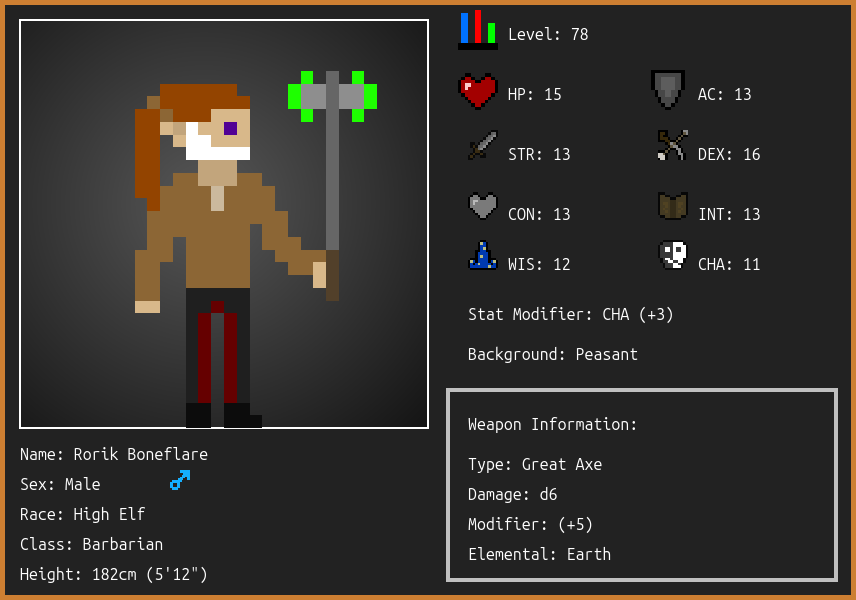 Level: 78
HP: 15
AC: 13
STR: 13
DEX: 16
CON: 13
INT: 13
WIS: 12
CHA: 11
Stat Modifier: CHA (+3)
Background: Peasant
Weapon Information:
Type: Great Axe
Damage: d6
Modifier: (+5)
Elemental: Earth
Name: Rorik Boneflare
Sex: Male
Race: High Elf
Class: Barbarian
Height: 182cm (5'12")